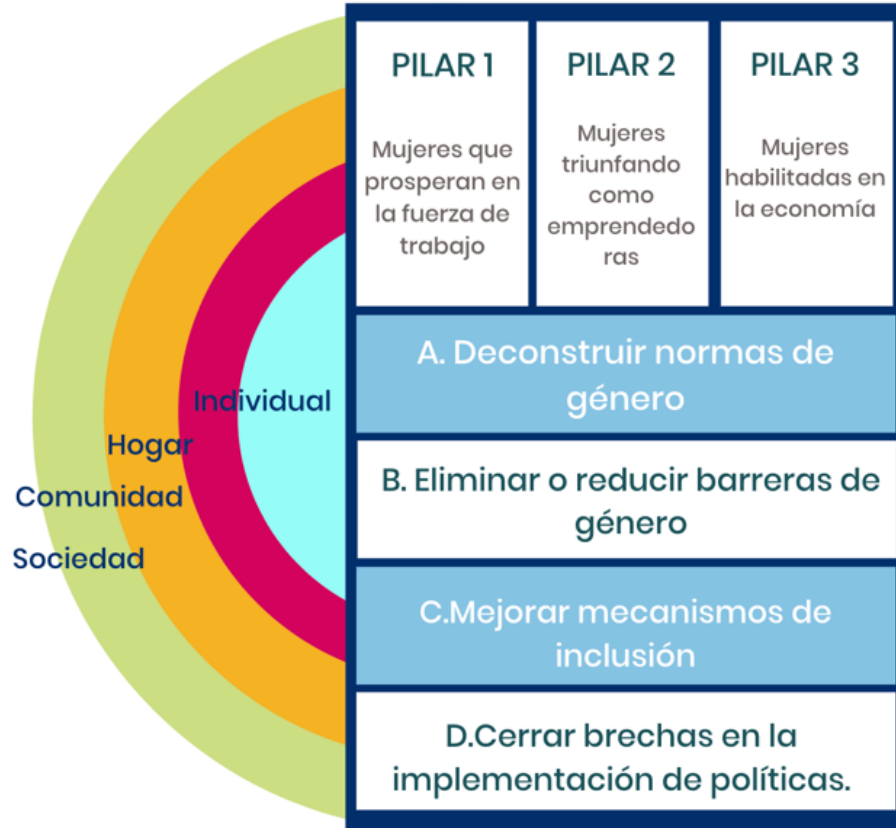 PILAR 1
Mujeres que
prosperan en
la fuerza de
trabajo
PILAR 2
Mujeres
triunfando
como
emprendedo
ras
PILAR 3
Mujeres
habilitadas en
la economía
Individual
Hogar
Comunidad
Sociedad
A. Deconstruir normas de
género
B. Eliminar o reducir barreras de
género
C.Mejorar mecanismos de
inclusión
D.Cerrar brechas en la
implementación de políticas.